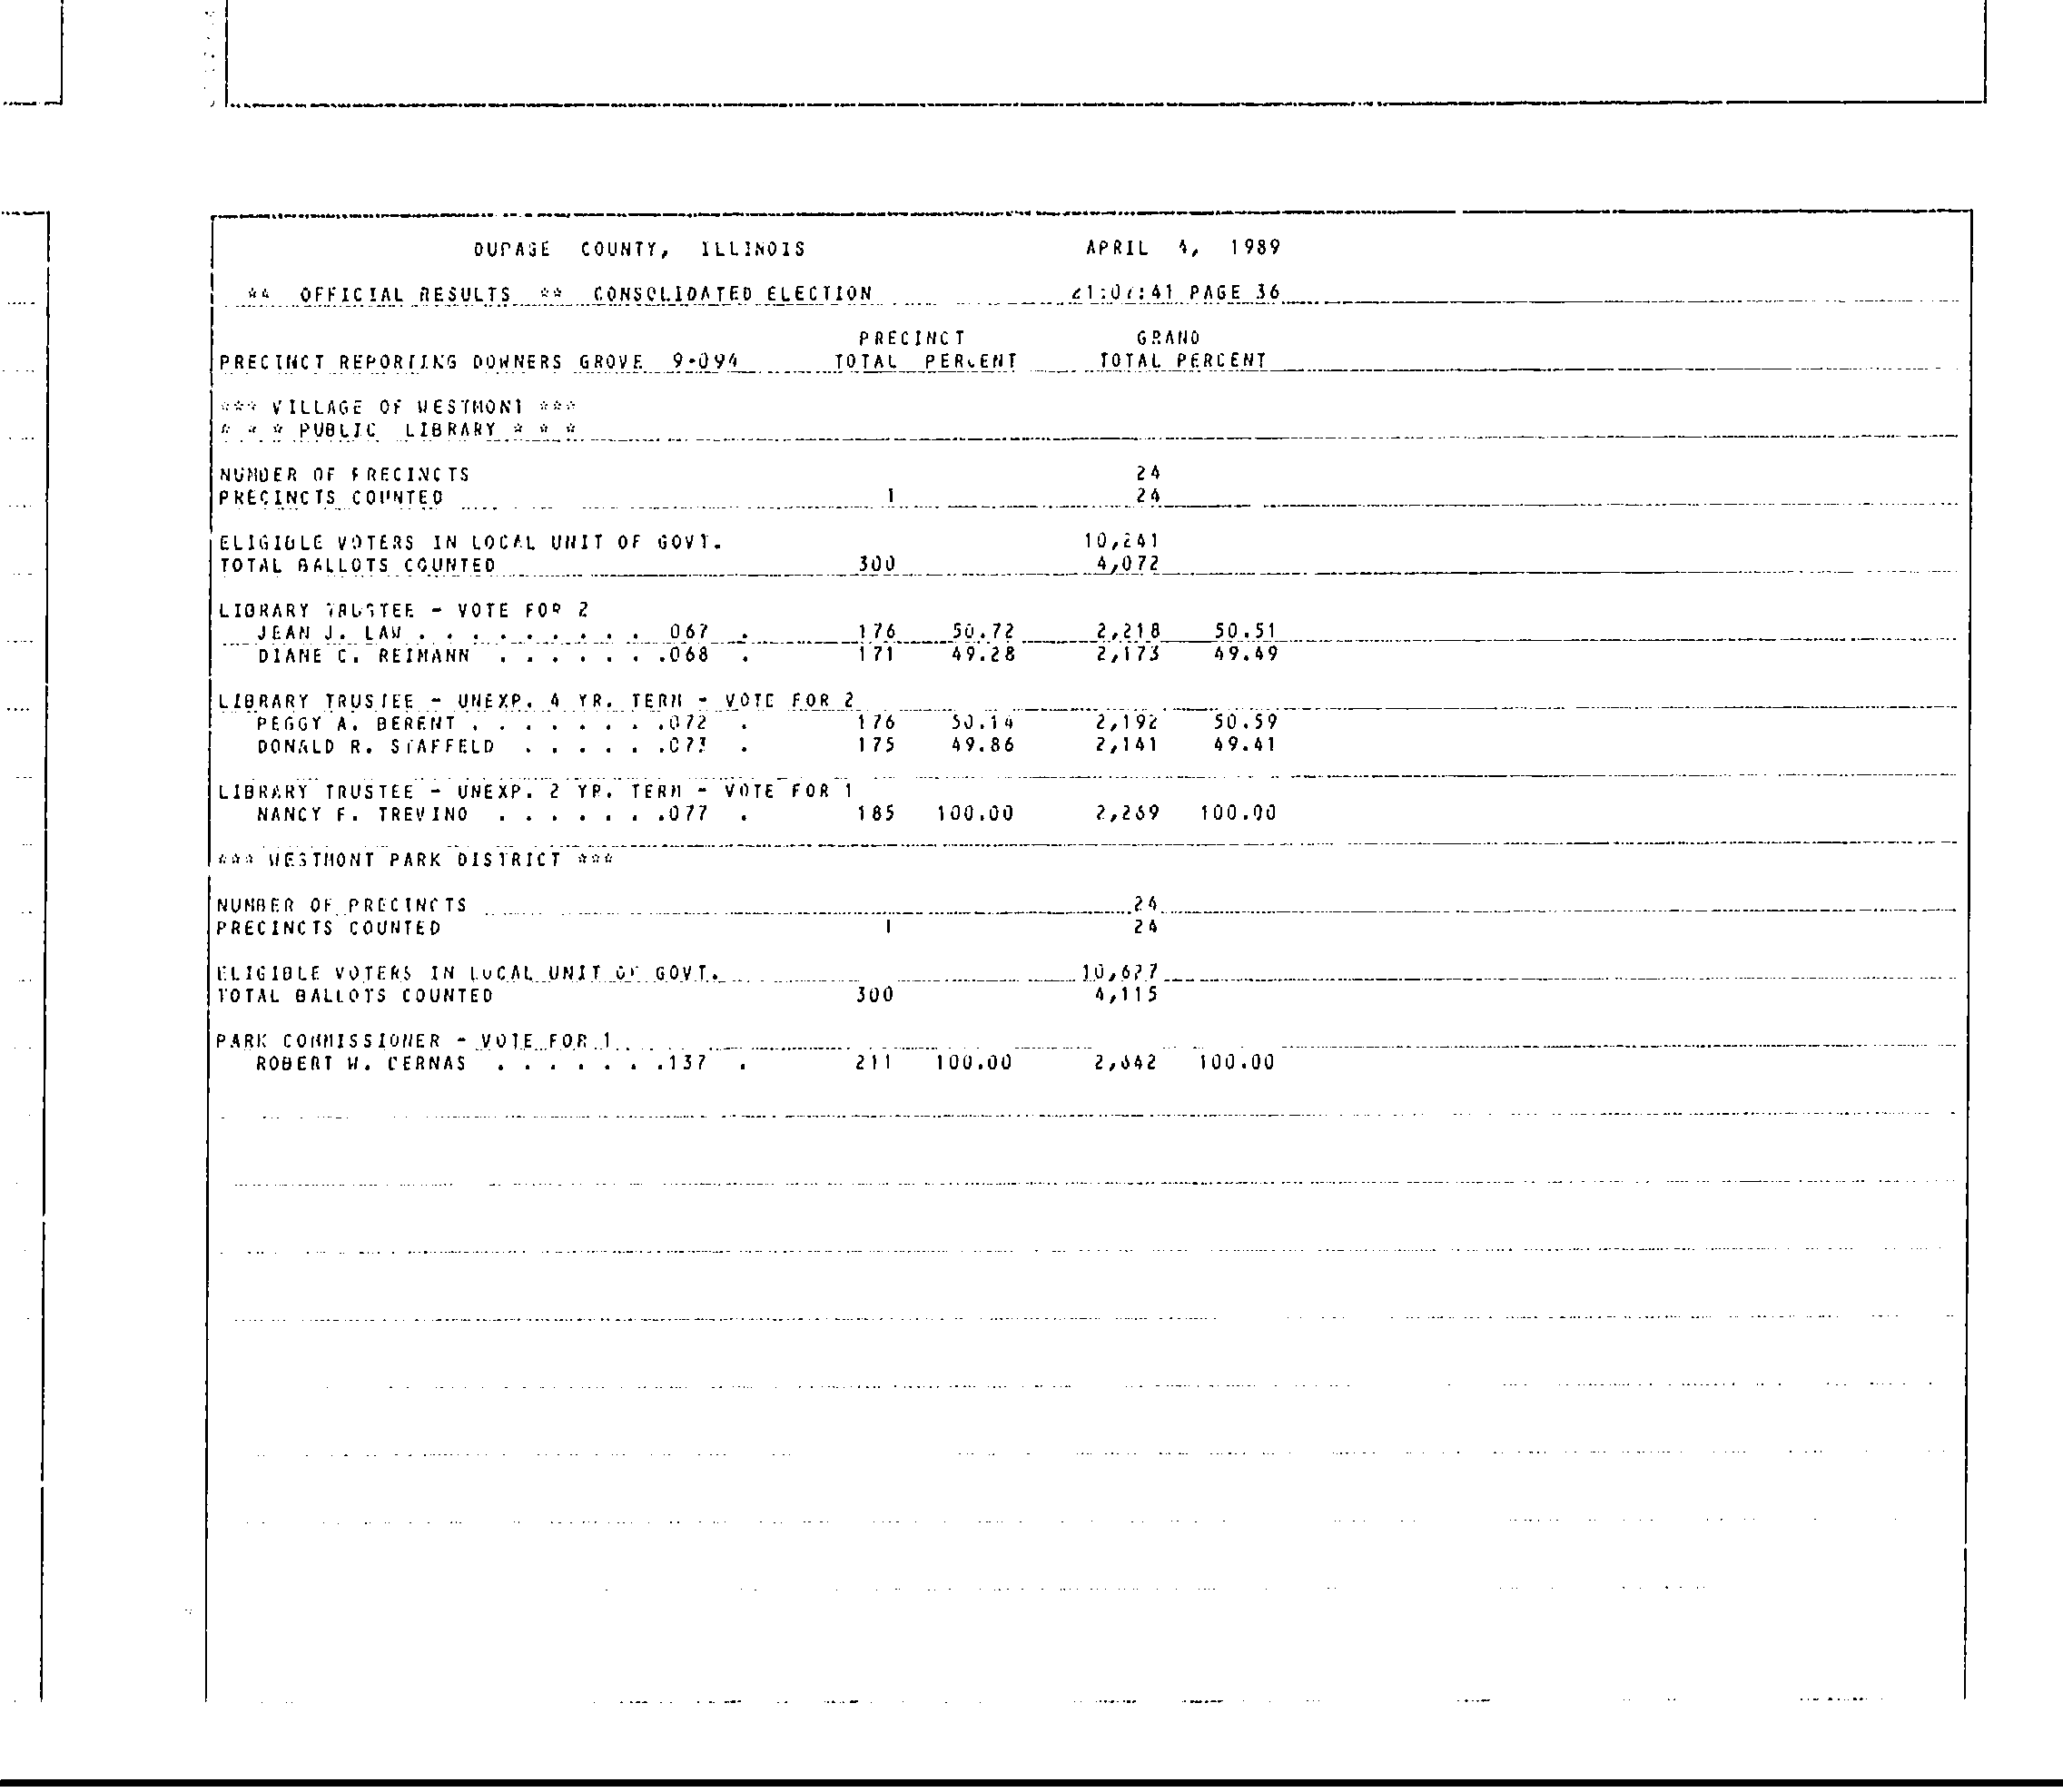 DUPAGE COUNTY, ILLINOIS APRIL 4, 1989
** OFFICIAL RESULTS ** CONSOLIDATED ELECTION 21:07:41 PAGE 36
PRECINCT GRAND
PRECINCT REPORTING DOWNERS GROVE 9-094 TOTAL PERCENT TOTAL PERCENT
*** VILLAGE OF WESTMONT ***
* * * PUBLIC LIBRARY * * *
NUMBER OF PRECINCTS 24
PRECINCTS COUNTED 1 24
ELIGIBLE VOTERS IN LOCAL UNIT OF GOVT. 10,241
TOTAL BALLOTS COUNTED 300 4,072
LIBRARY TRUSTEE - VOTE FOR 2
JEAN J. LAW . . . . . . . . . 067 . 176 50.72 2,218 50.51
DIANE C. REIMANN . . . . . . .068 . 171 49.28 2,173 49.49
LIBRARY TRUSTEE - UNEXP. 4 YR. TERM - VOTE FOR 2
PEGGY A. BERENT . . . . . . . .072 . 176 50.14 2,192 50.59
DONALD R. STAFFELD . . . . . .073 . 175 49.86 2,141 49.41
LIBRARY TRUSTEE - UNEXP. 2 YR. TERM - VOTE FOR 1
NANCY F. TREVINO . . . . . . .077 . 185 100.00 2,269 100.00
*** WESTMONT PARK DISTRICT ***
NUMBER OF PRECINCTS 24
PRECINCTS COUNTED 1 24
ELIGIBLE VOTERS IN LOCAL UNIT OF GOVT.
TOTAL BALLOTS COUNTED 300 4,115
PARK COMMISSIONER - VOTE FOR 1
ROBERT W. CERNAS . . . . . . .137 . 211 100.00 100.00